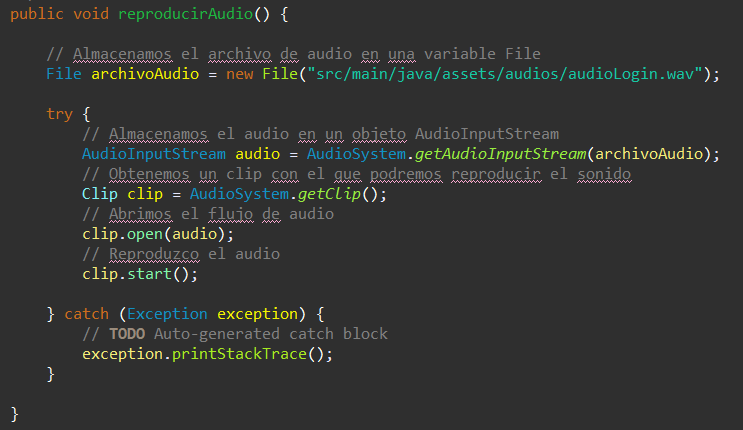 public void reproducirAudio() {
// Almacenamos el archivo de audio en una variable File
File archivoAudio = new File("src/main/java/assets/audios/audioLogin.wav");
try {
// Almacenamos el audio en un objeto AudioInputStream
AudioInputStream audio = AudioSystem.getAudioInputStream(archivoAudio);
// Obtenemos un clip con el que podremos reproducir el sonido
Clip clip = AudioSystem.getClip();
// Abrimos el flujo de audio
clip.open(audio);
// Reproduzco el audio
clip.start();
} catch (Exception exception) {
// TODO Auto-generated catch block
exception.printStackTrace();
}
}